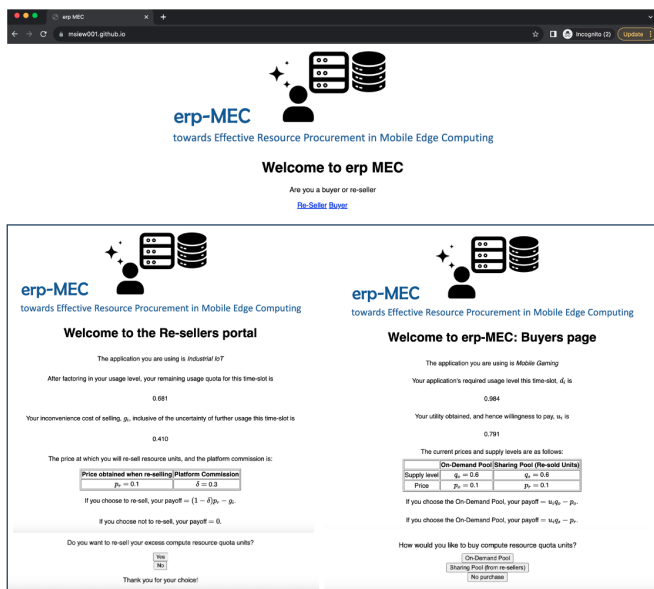 erp MEC
msiew001.github.io
Incognito (2)
Update
erp-MEC
towards Effective Resource Procurement in Mobile Edge Computing
Welcome to erp MEC
Are you a buyer or re-seller
Re-Seller Buyer
erp-MEC
towards Effective Resource Procurement in Mobile Edge Computing
Welcome to the Re-sellers portal
The application you are using is Industrial IoT
After factoring in your usage level, your remaining usage quota for this time-slot is
0.681
Your inconvenience cost of selling, gᵢ, inclusive of the uncertainty of further usage this time-slot is
0.410
The price at which you will re-sell resource units, and the platform commission is:
Price obtained when re-selling Platform Commission
pᵣ = 0.1 δ = 0.3
If you choose to re-sell, your payoff = (1 − δ)pᵣ − gᵢ.
If you choose not to re-sell, your payoff = 0.
Do you want to re-sell your excess compute resource quota units?
Yes
No
Thank you for your choice!
erp-MEC
towards Effective Resource Procurement in Mobile Edge Computing
Welcome to erp-MEC: Buyers page
The application you are using is Mobile Gaming
Your application's required usage level this time-slot, dᵢ is
0.984
Your utility obtained, and hence willingness to pay, uᵢ is
0.791
The current prices and supply levels are as follows:
On-Demand Pool Sharing Pool (Re-sold Units)
Supply level qₒ = 0.6 qₛ = 0.6
Price pₒ = 0.1 pᵣ = 0.1
If you choose the On-Demand Pool, your payoff = uᵢqₒ − pₒ.
If you choose the On-Demand Pool, your payoff = uᵢqₛ − pᵣ.
How would you like to buy compute resource quota units?
On-Demand Pool
Sharing Pool (from re-sellers)
No purchase